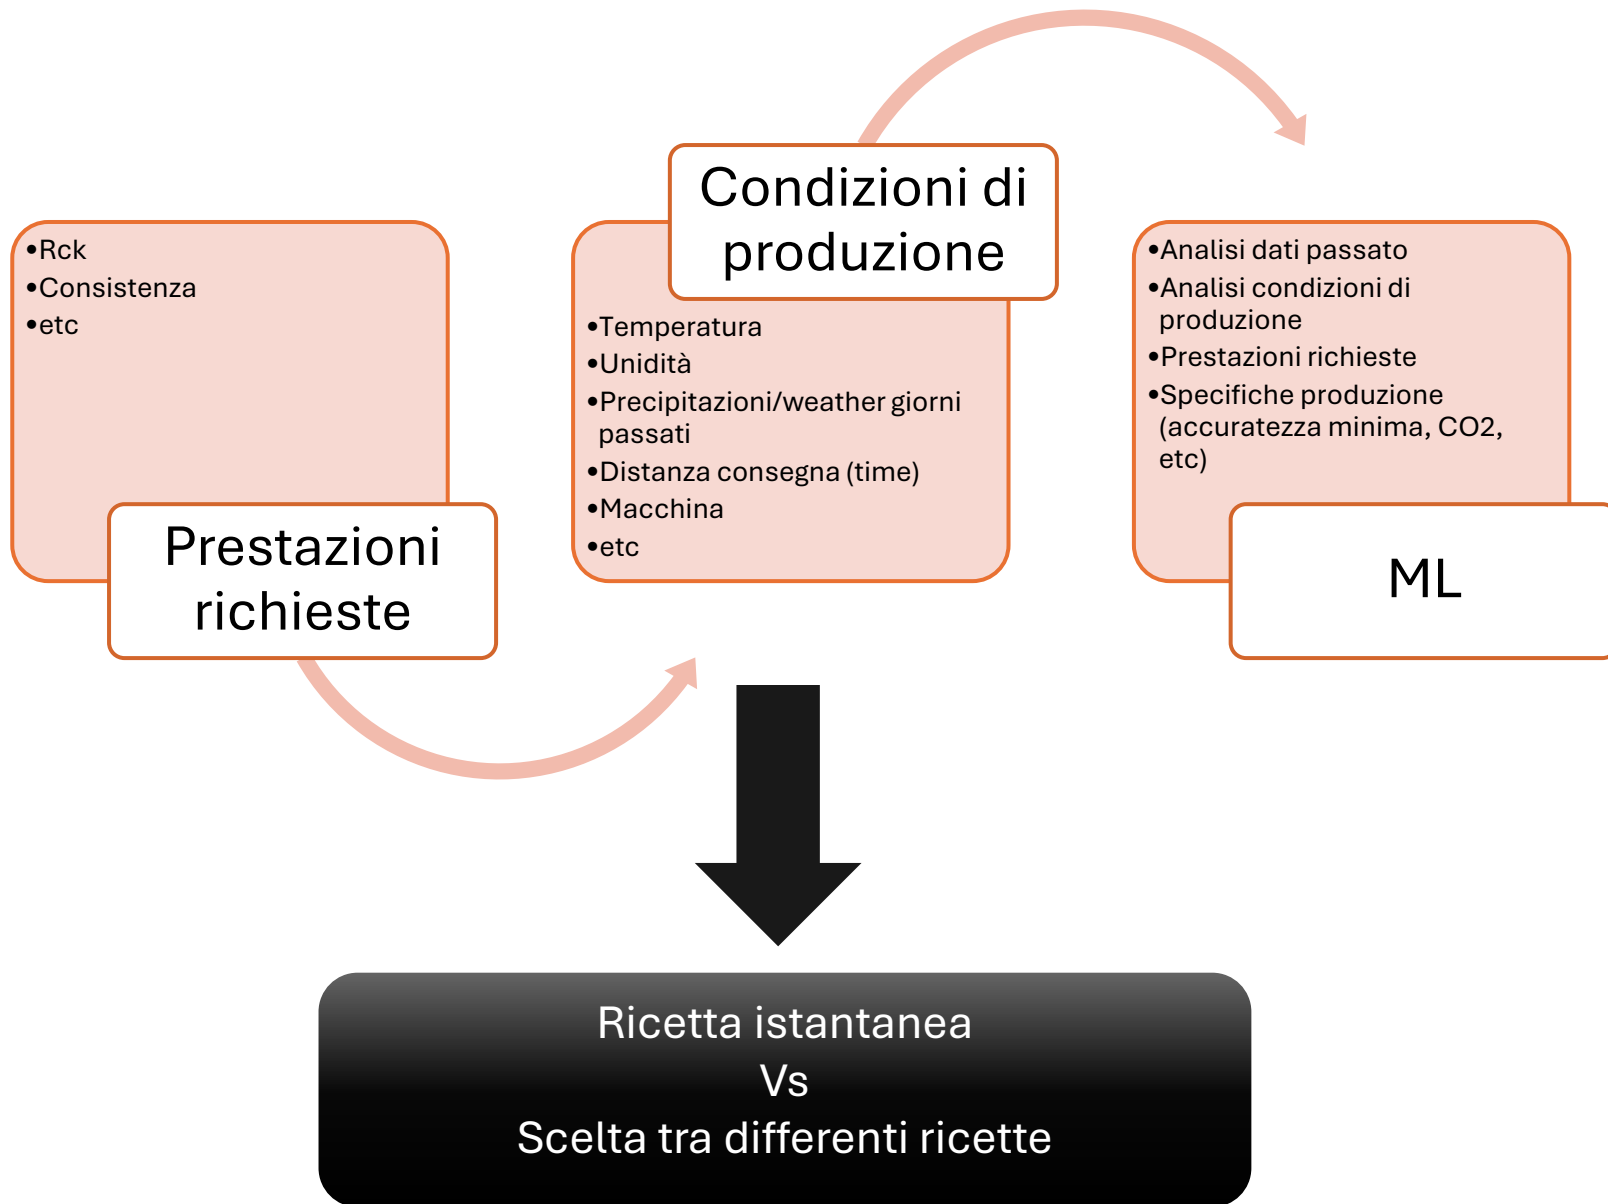 •Rck
•Consistenza
•etc
Prestazioni
richieste
Condizioni di
produzione
•Temperatura
•Unidità
•Precipitazioni/weather giorni
passati
•Distanza consegna (time)
•Macchina
•etc
•Analisi dati passato
•Analisi condizioni di
produzione
•Prestazioni richieste
•Specifiche produzione
(accuratezza minima, CO2,
etc)
ML
Ricetta istantanea
Vs
Scelta tra differenti ricette